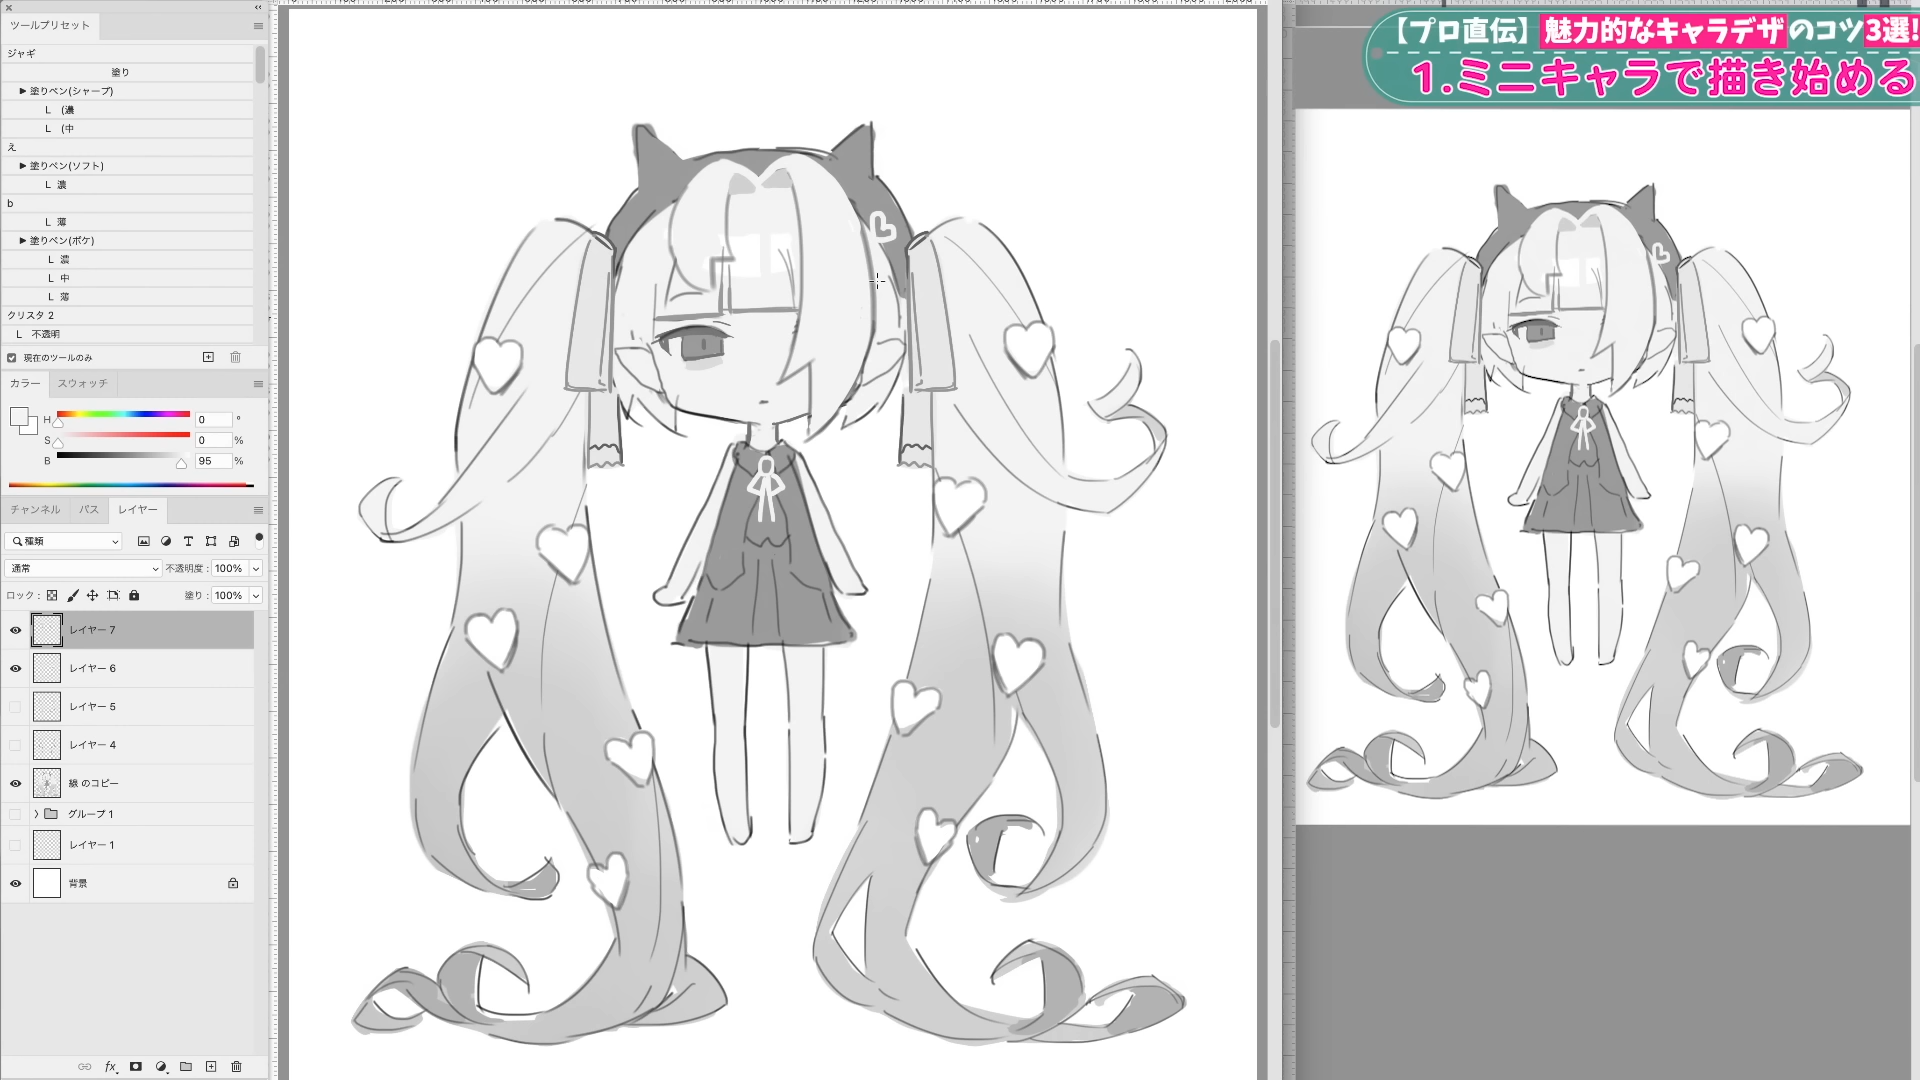 ツールプリセット
ジャギ
塗り
塗りペン(シャープ)
L (濃
L (中
え
塗りペン(ソフト)
L 濃
b
L 薄
塗りペン(ボケ)
L 濃
L 中
L 薄
クリスタ 2
L 不透明
現在のツールのみ
カラー スウォッチ
H 0 °
S 0 %
B 95 %
チャンネル パス レイヤー
種類 T
通常 不透明度 : 100%
ロック : 塗り : 100%
レイヤー 7
レイヤー 6
レイヤー 5
レイヤー 4
線 のコピー
グループ 1
レイヤー 1
背景
fx
【プロ直伝】魅力的なキャラデザのコツ3選!
1.ミニキャラで描き始める